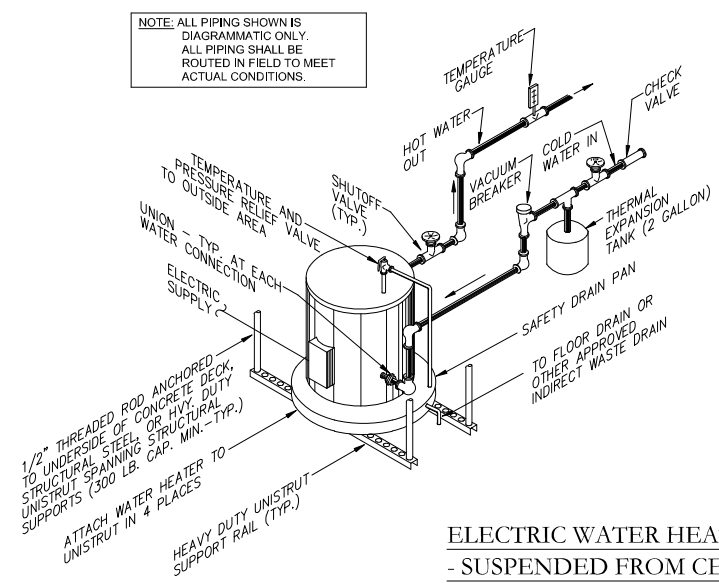 NOTE: ALL PIPING SHOWN IS
DIAGRAMMATIC ONLY.
ALL PIPING SHALL BE
ROUTED IN FIELD TO MEET
ACTUAL CONDITIONS.
TEMPERATURE
GAUGE
CHECK
VALVE
HOT WATER
OUT
COLD
WATER IN
TEMPERATURE AND
PRESSURE RELIEF VALVE
TO OUTSIDE AREA
SHUTOFF
VALVE
(TYP.)
VACUUM
BREAKER
THERMAL
EXPANSION
TANK (2 GALLON)
UNION - TYP. AT EACH
WATER CONNECTION
ELECTRIC
SUPPLY
SAFETY DRAIN PAN
TO FLOOR DRAIN OR
OTHER APPROVED
INDIRECT WASTE DRAIN
1/2" THREADED ROD ANCHORED
TO UNDERSIDE OF CONCRETE DECK,
STRUCTURAL STEEL, OR HVY. DUTY
UNISTRUT SPANNING STRUCTURAL
SUPPORTS (300 LB. CAP. MIN.-TYP.)
ATTACH WATER HEATER TO
UNISTRUT IN 4 PLACES
HEAVY DUTY UNISTRUT
SUPPORT RAIL (TYP.)
ELECTRIC WATER HEA
- SUSPENDED FROM CE